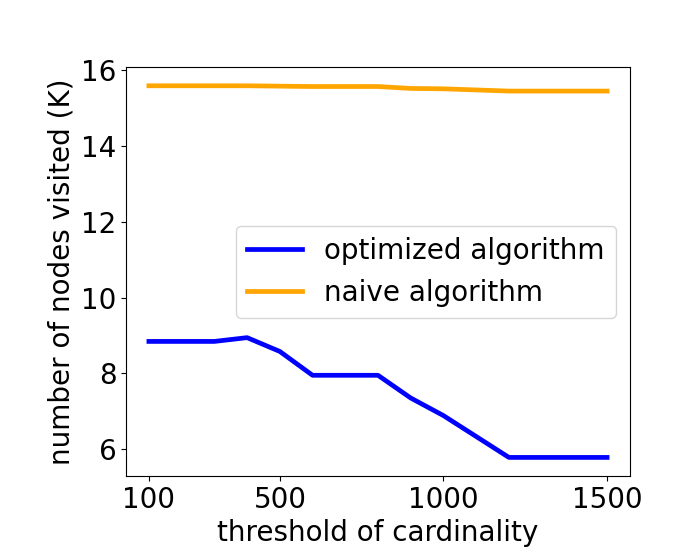 number of nodes visited (K)
16
14
12
10
8
6
optimized algorithm
naive algorithm
100
500
1000
1500
threshold of cardinality